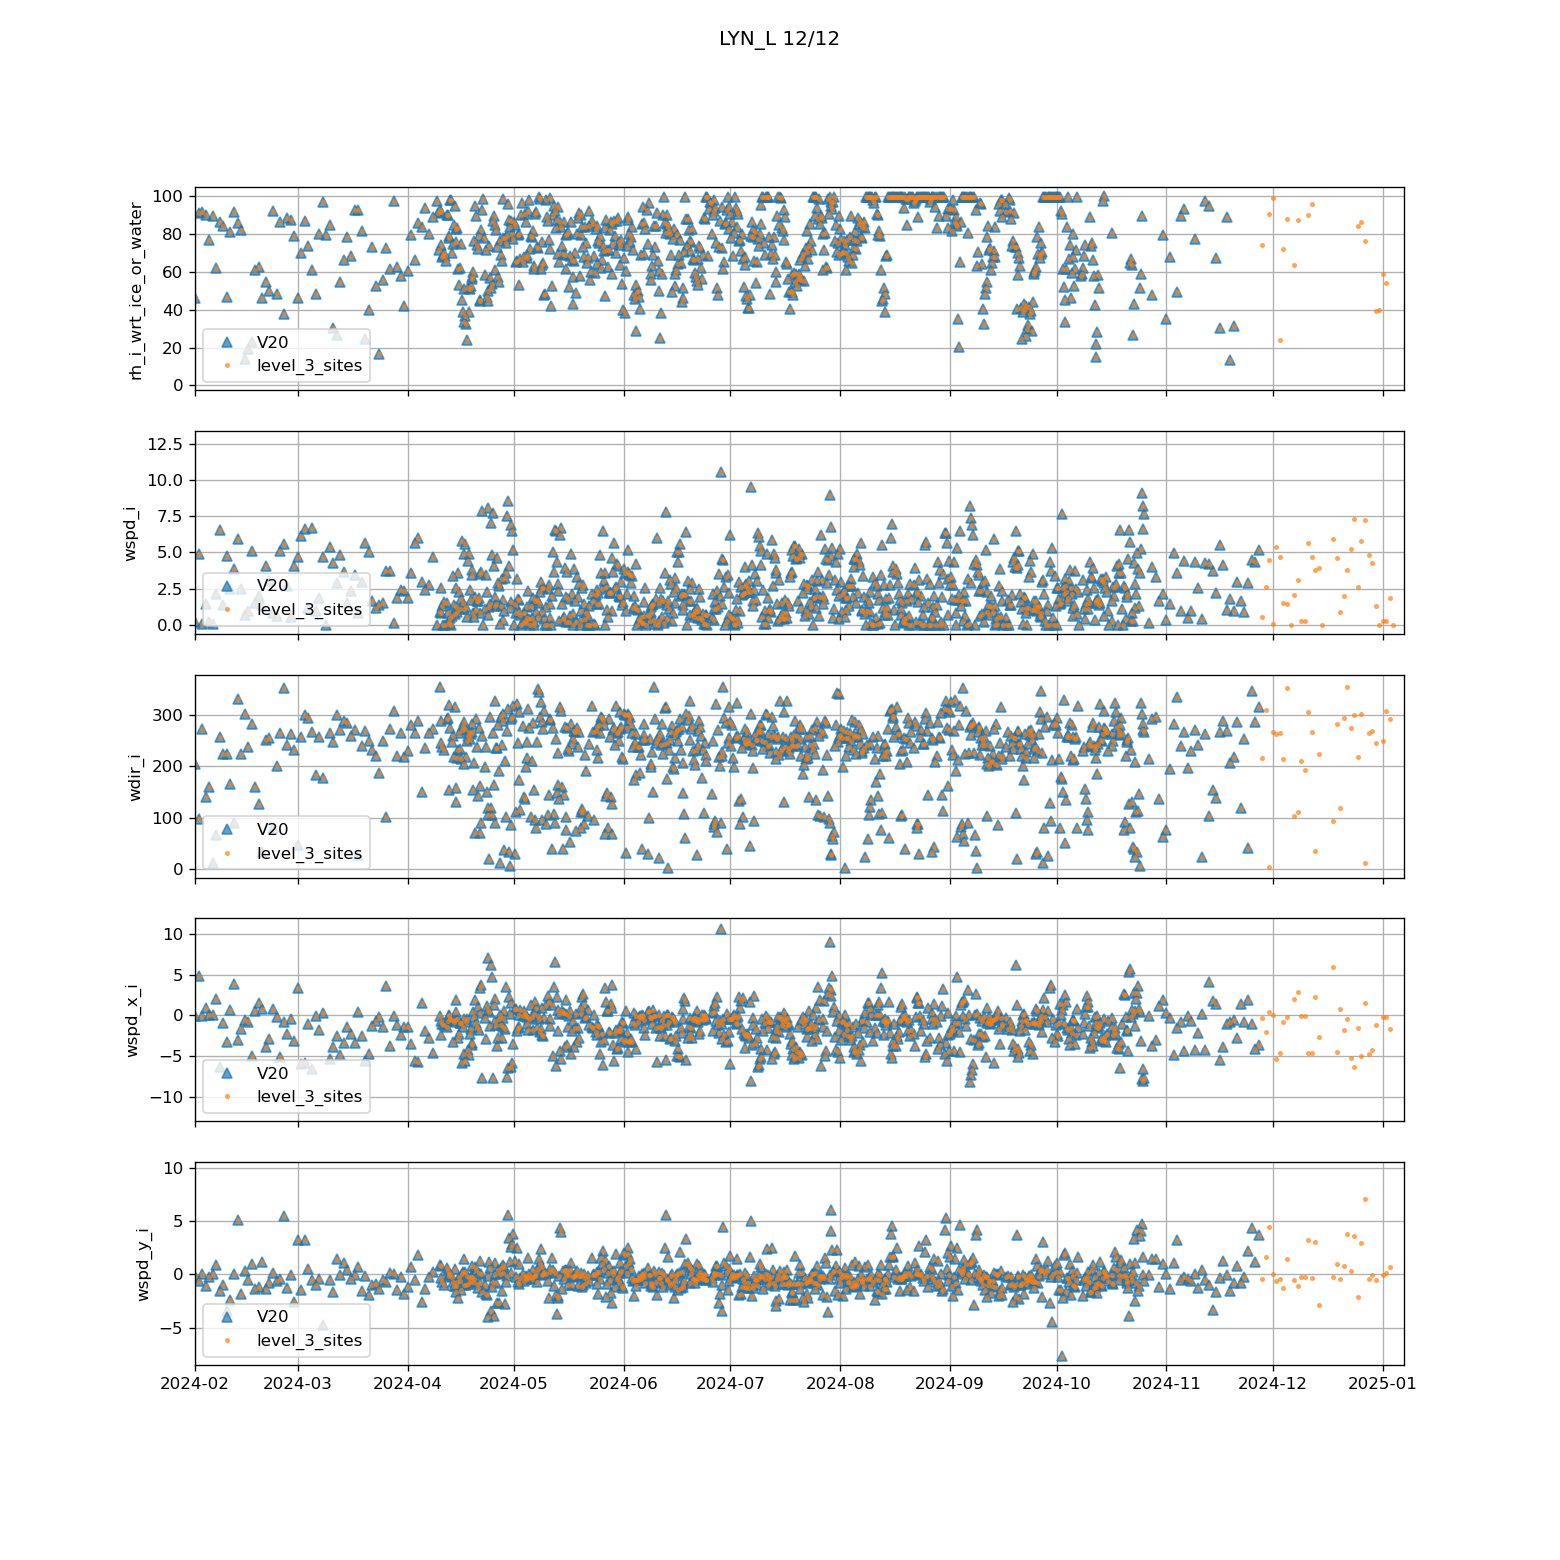 LYN_L 12/12
rh_i_wrt_ice_or_water
100
80
60
40
20
0
V20
level_3_sites
wspd_i
12.5
10.0
7.5
5.0
2.5
0.0
V20
level_3_sites
wdir_i
300
200
100
0
V20
level_3_sites
wspd_x_i
10
5
0
−5
−10
V20
level_3_sites
wspd_y_i
10
5
0
−5
V20
level_3_sites
2024-02 2024-03 2024-04 2024-05 2024-06 2024-07 2024-08 2024-09 2024-10 2024-11 2024-12 2025-01